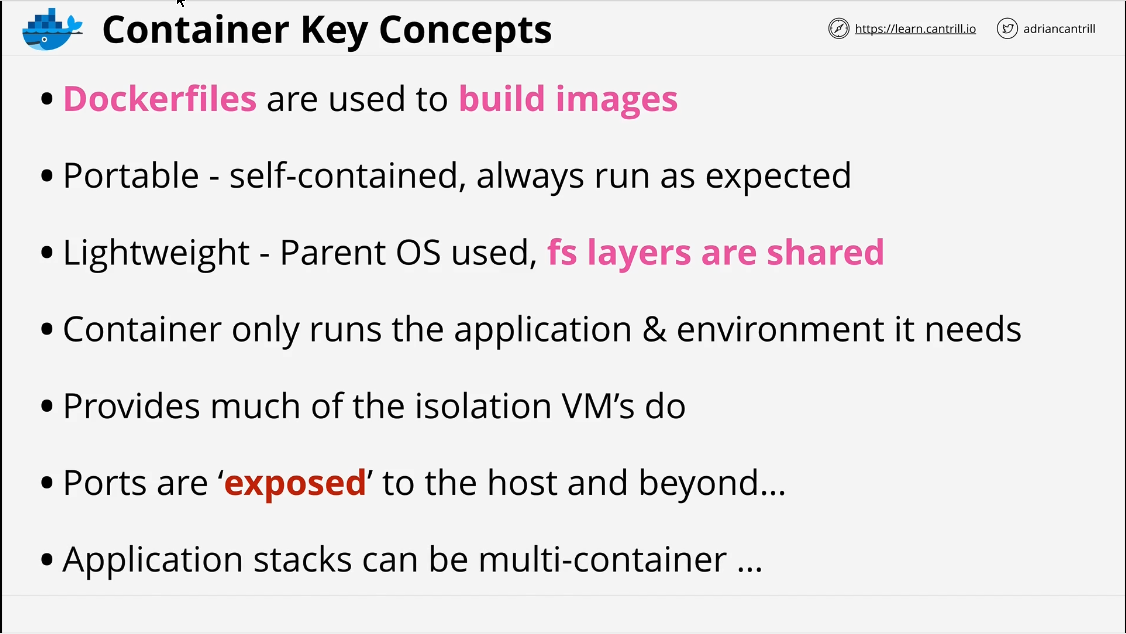 Container Key Concepts
https://learn.cantrill.io
adriancantrill
• Dockerfiles are used to build images
• Portable - self-contained, always run as expected
• Lightweight - Parent OS used, fs layers are shared
• Container only runs the application & environment it needs
• Provides much of the isolation VM’s do
• Ports are ‘exposed’ to the host and beyond...
• Application stacks can be multi-container ...